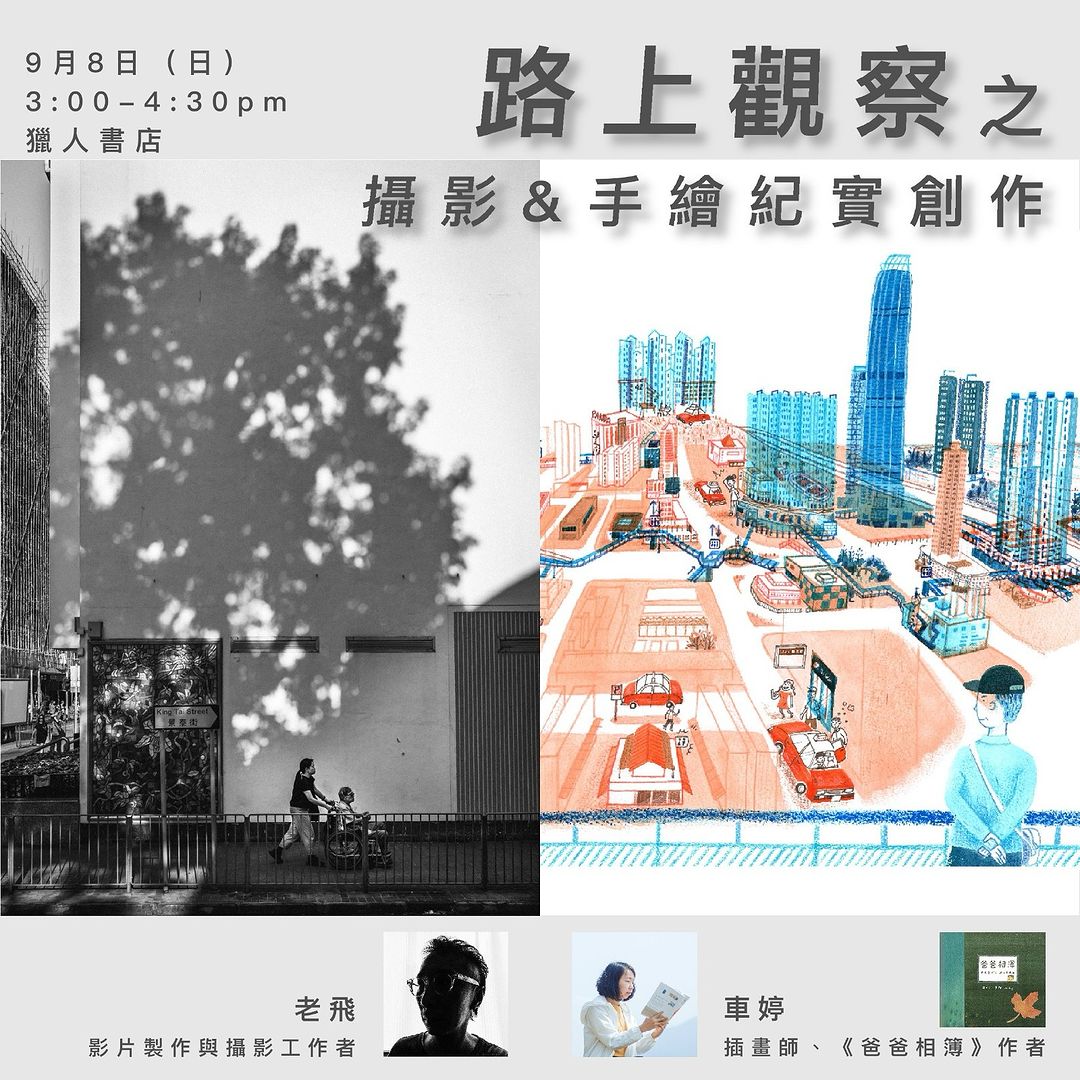 9月8日（日）
3:00–4:30pm
獵人書店
路上觀察之
攝影&手繪紀實創作
King Tai Street
景泰街
P
爸爸相簿
老飛
影片製作與攝影工作者
車婷
插畫師、《爸爸相簿》作者